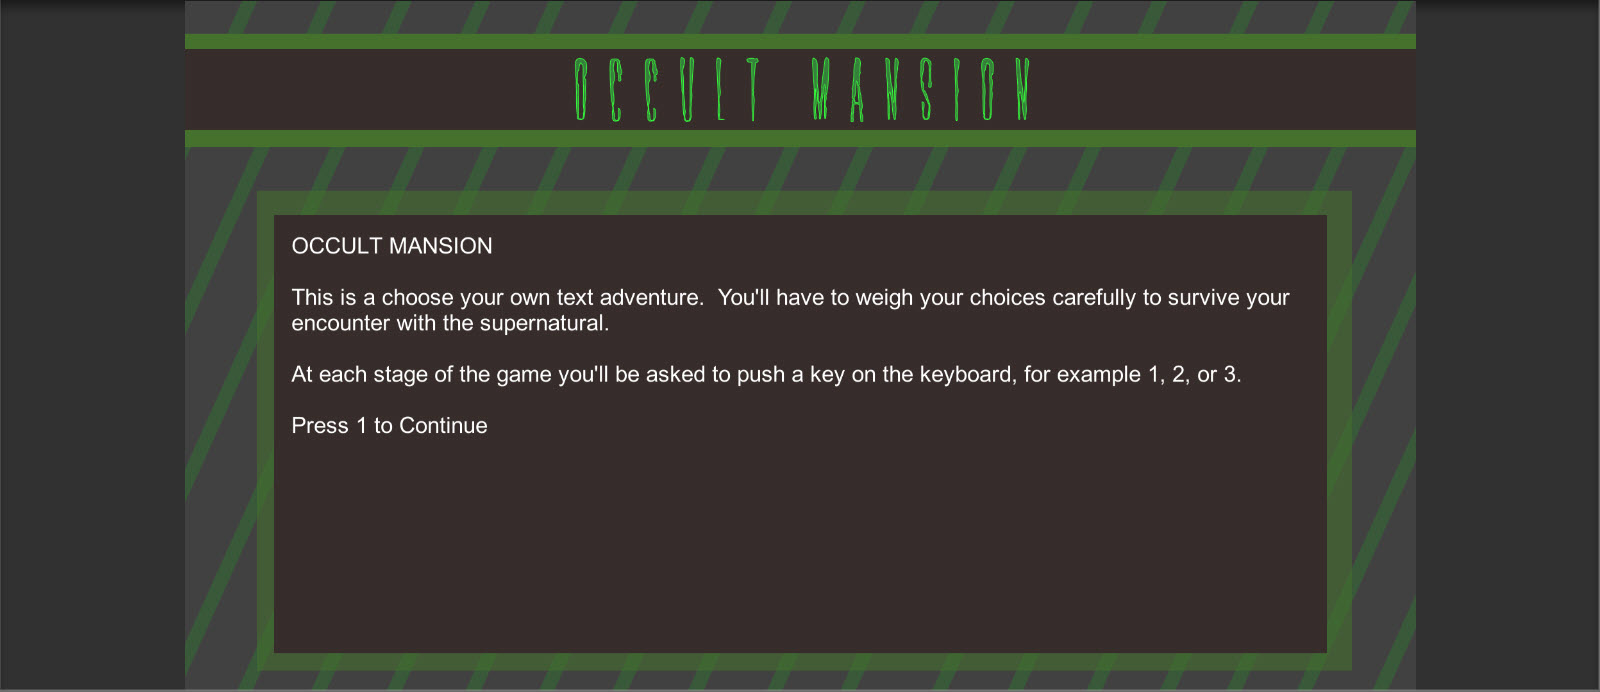 OCCULT MANSION
OCCULT MANSION
This is a choose your own text adventure.  You'll have to weigh your choices carefully to survive your
encounter with the supernatural.
At each stage of the game you'll be asked to push a key on the keyboard, for example 1, 2, or 3.
Press 1 to Continue